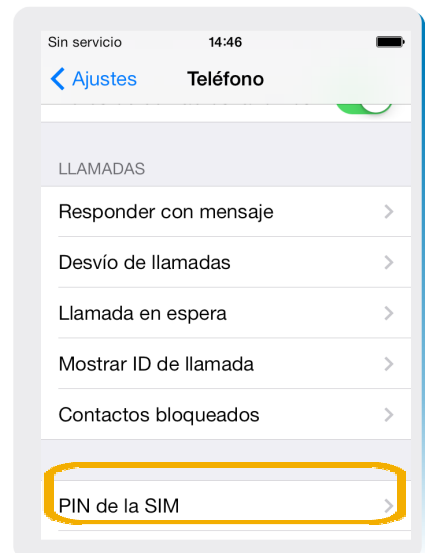 Sin servicio 14:46
Ajustes Teléfono
LLAMADAS
Responder con mensaje
Desvío de llamadas
Llamada en espera
Mostrar ID de llamada
Contactos bloqueados
PIN de la SIM